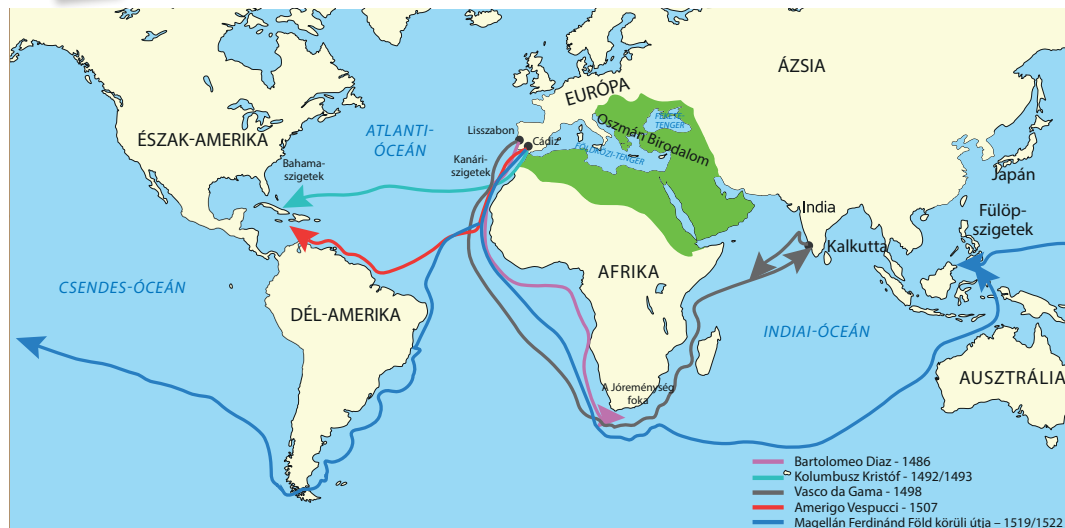 ÉSZAK-AMERIKA
ATLANTI-
ÓCEÁN
Bahama-
szigetek
Kanári-
szigetek
Lisszabon
Cádiz
EURÓPA
Oszmán Birodalom
FEKETE-
TENGER
FÖLDKÖZI-TENGER
ÁZSIA
Japán
India
Kalkutta
Fülöp-
szigetek
AFRIKA
CSENDES-ÓCEÁN
DÉL-AMERIKA
INDIAI-ÓCEÁN
AUSZTRÁLIA
A Jóreménység
foka
Bartolomeo Diaz - 1486
Kolumbusz Kristóf - 1492/1493
Vasco da Gama - 1498
Amerigo Vespucci - 1507
Magellán Ferdinánd Föld körüli útja – 1519/1522